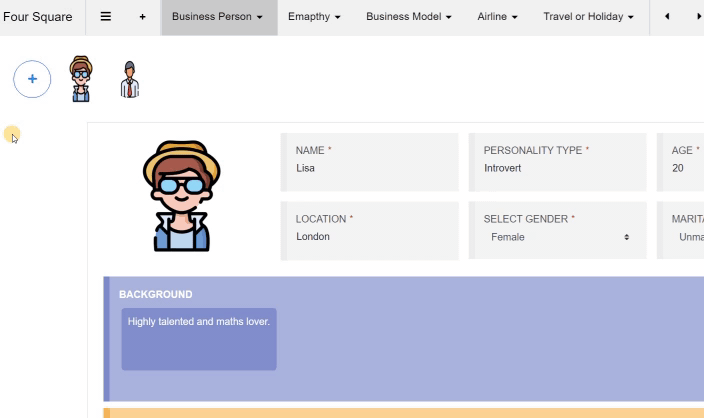 Four Square
+
Business Person
Emapthy
Business Model
Airline
Travel or Holiday
+
NAME *
Lisa
PERSONALITY TYPE *
Introvert
AGE *
20
LOCATION *
London
SELECT GENDER *
Female
MARITA
Unma
BACKGROUND
Highly talented and maths lover.